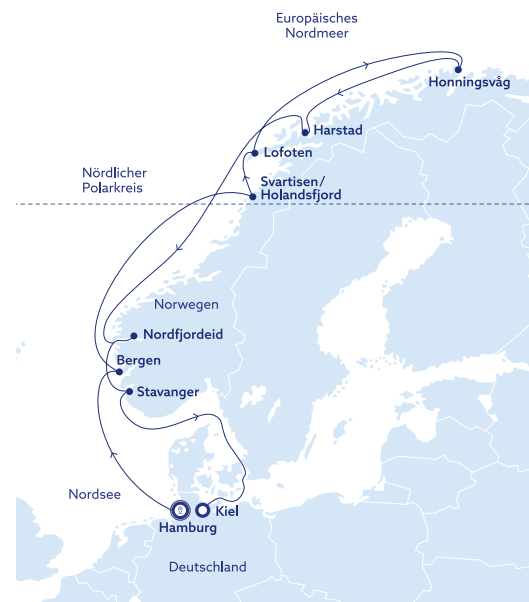 Europäisches
Nordmeer
Honningsvåg
Harstad
Lofoten
Nördlicher
Polarkreis
Svartisen/
Holandsfjord
Norwegen
Nordfjordeid
Bergen
Stavanger
Nordsee
Kiel
Hamburg
Deutschland